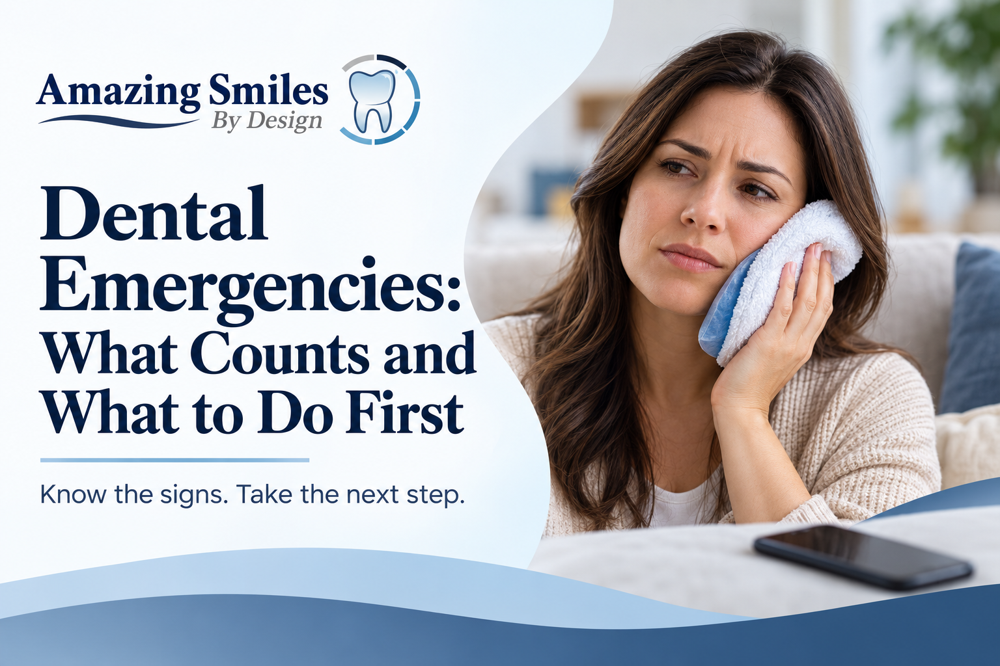 Amazing Smiles
By Design
Dental
Emergencies:
What Counts and
What to Do First
Know the signs. Take the next step.